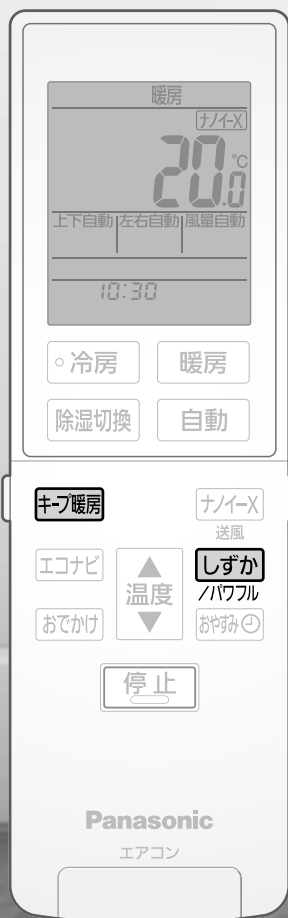 暖房
ナノイーX
20.0℃
上下自動 左右自動 風量自動
10:30
冷房 暖房
除湿切換 自動
キープ暖房 ナノイーX
送風
エコナビ 温度 しずか
/パワフル
おでかけ おやすみ
停止
Panasonic
エアコン